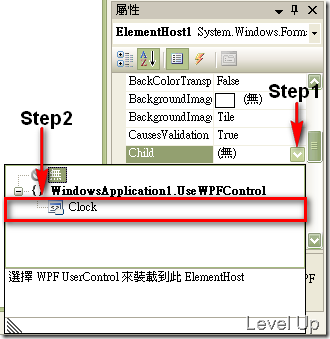 屬性
ElementHost1 System.Windows.Forms
Step1
BackColorTransp False
BackgroundImage (無)
BackgroundImage Tile
CausesValidation True
Child (無)
Step2
無
{} WindowsApplication1.UseWPFControl
Clock
選擇 WPF UserControl 來裝載到此 ElementHost
PF
Level Up